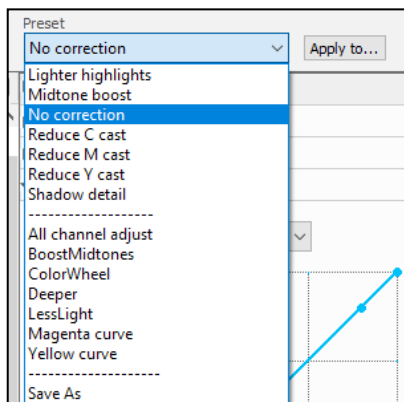 Preset
No correction
Apply to...
Lighter highlights
Midtone boost
No correction
Reduce C cast
Reduce M cast
Reduce Y cast
Shadow detail
------------------
All channel adjust
BoostMidtones
ColorWheel
Deeper
LessLight
Magenta curve
Yellow curve
-------------------
Save As